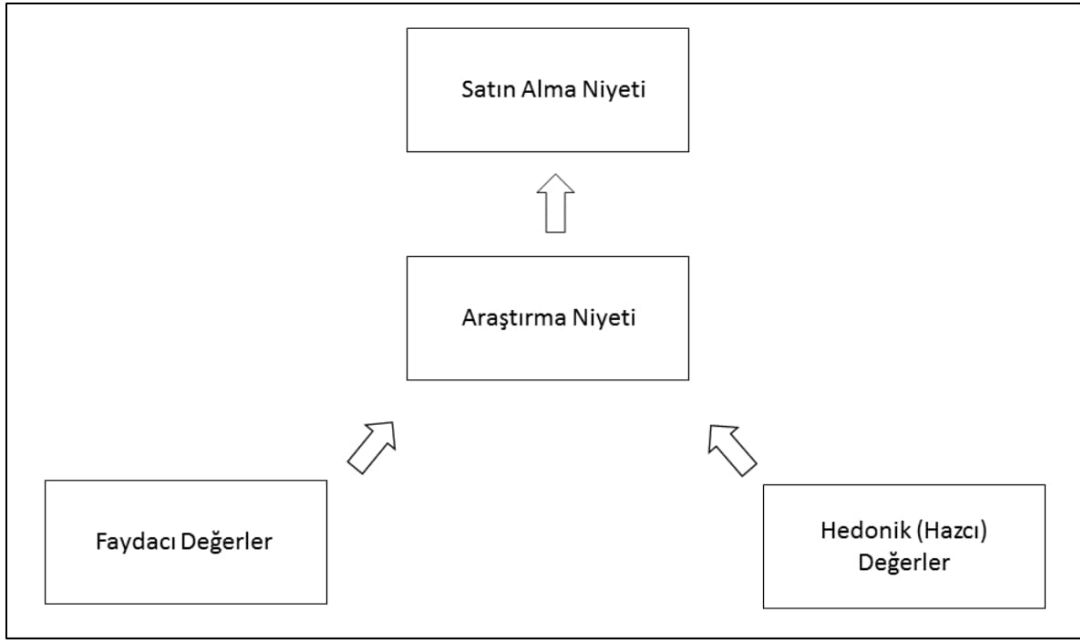 Satın Alma Niyeti
Araştırma Niyeti
Faydacı Değerler
Hedonik (Hazcı)
Değerler